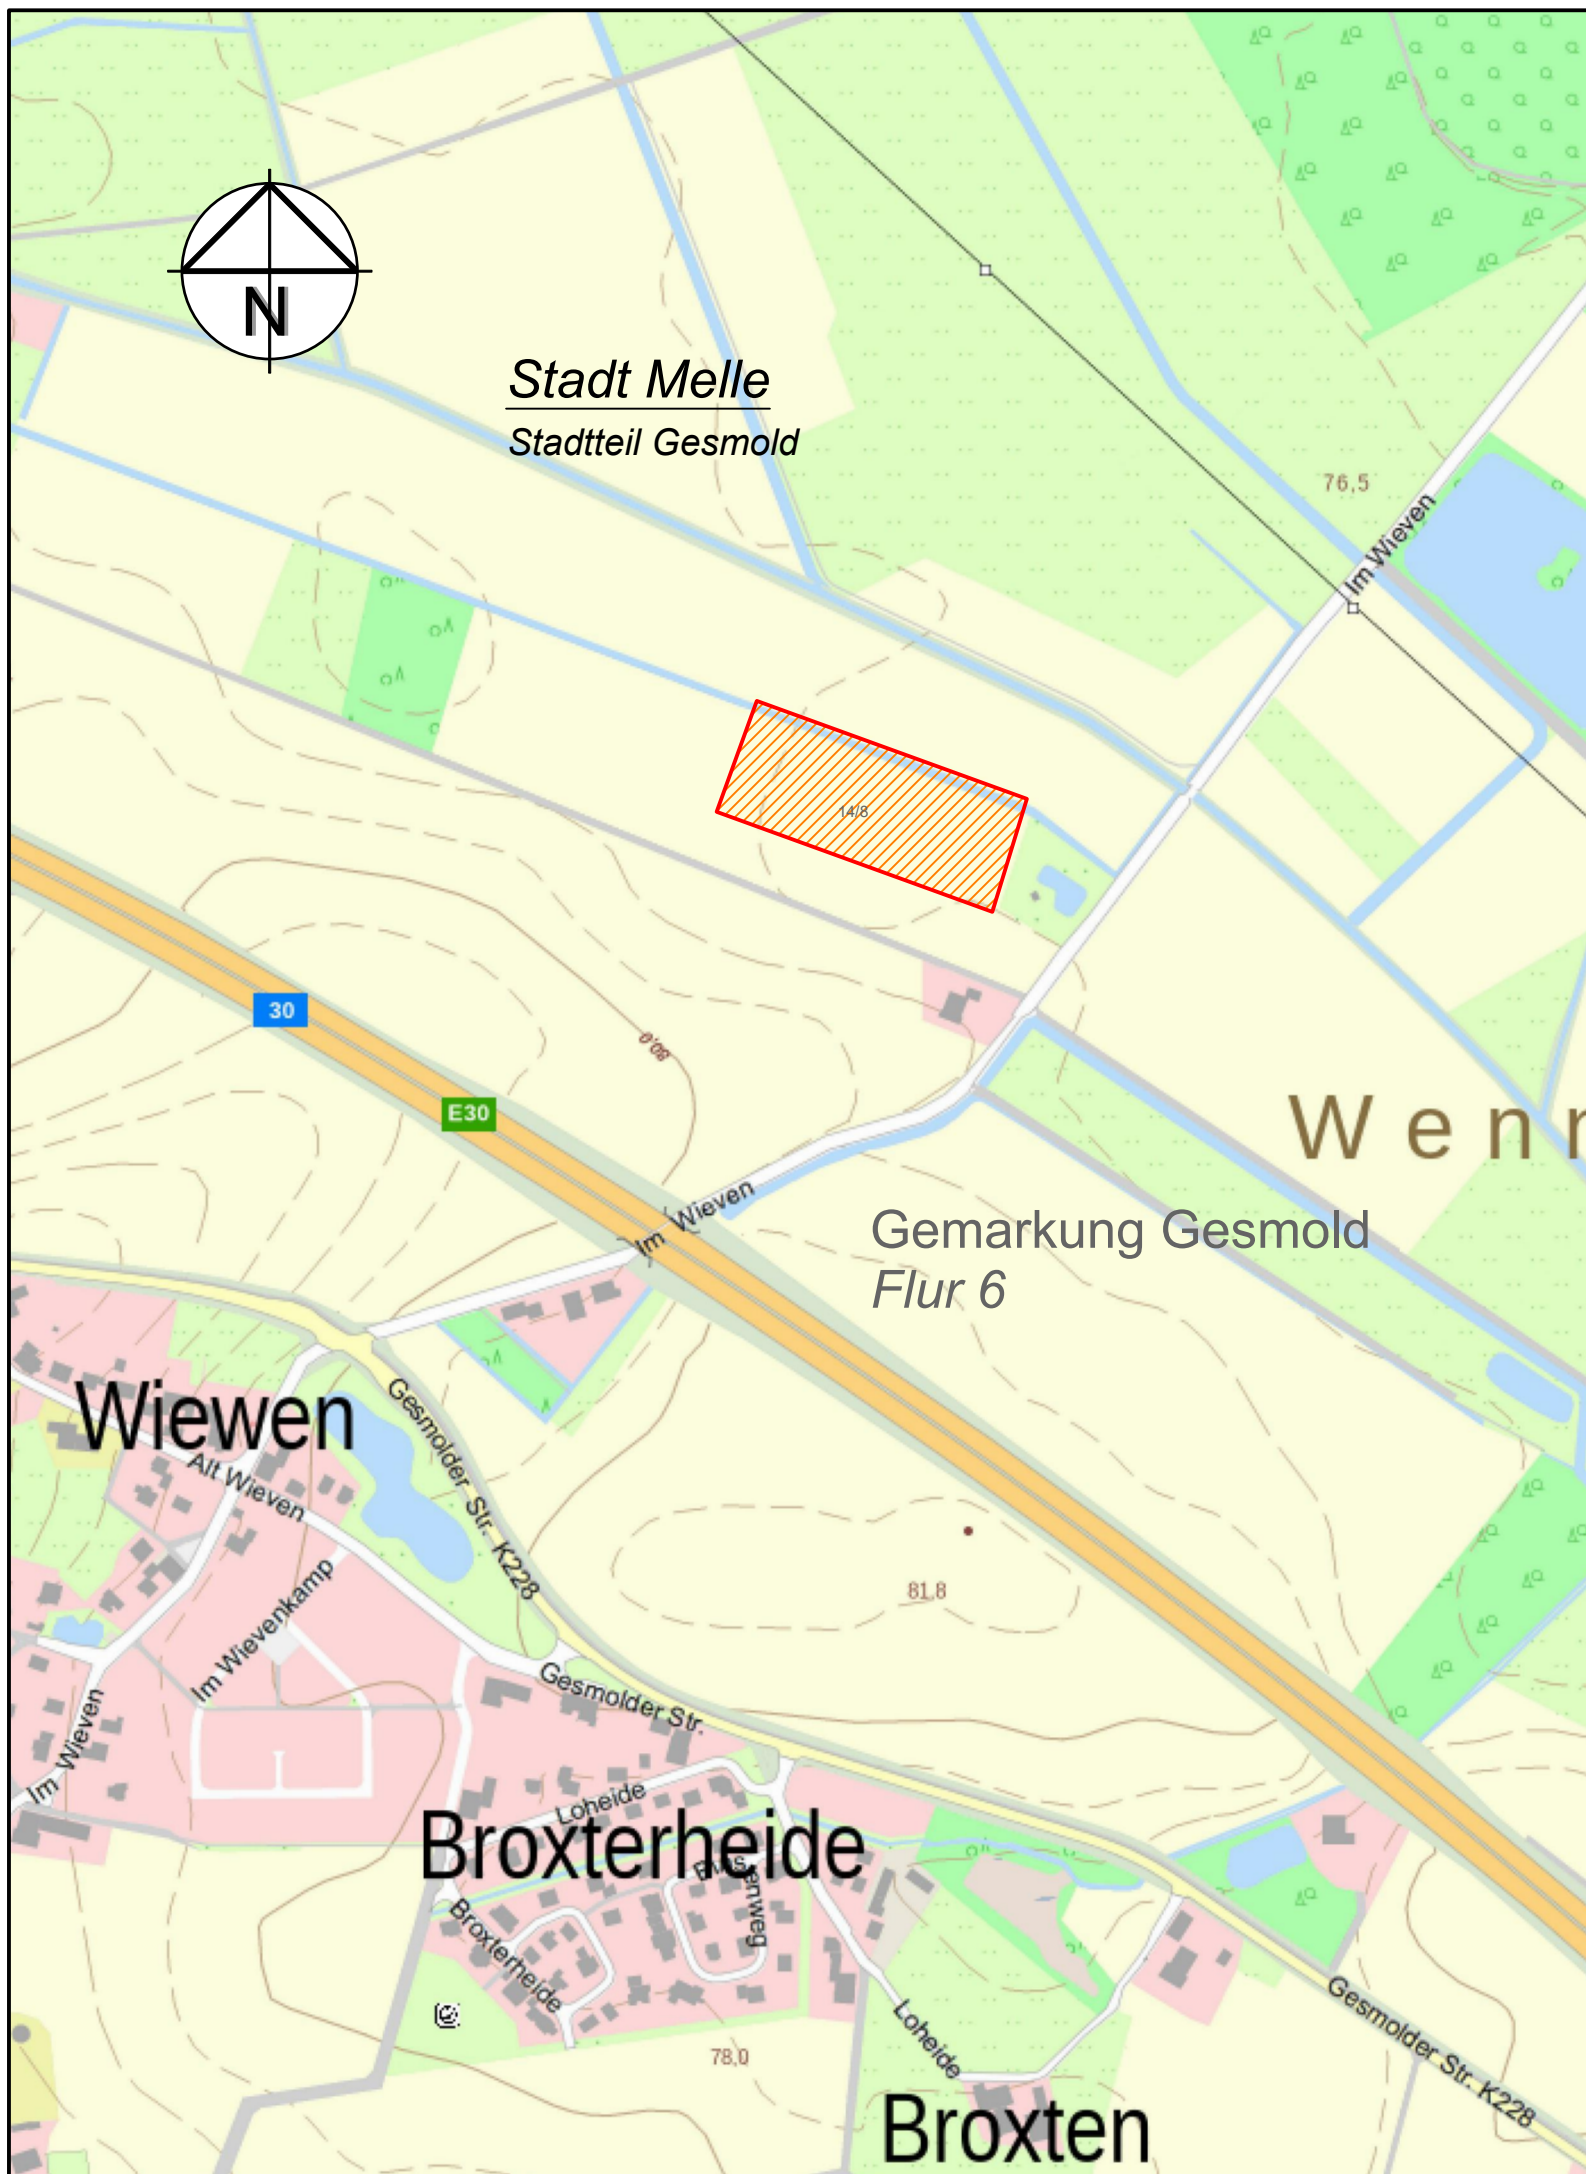 N
Stadt Melle
Stadtteil Gesmold
76,5
Im Wieven
14/8
30
80,0
E30
Wenn
Im Wieven
Gemarkung Gesmold
Flur 6
Wiewen
Alt Wieven
Gesmolder Str. K228
81,8
Im Wievenkamp
Im Wieven
Gesmolder Str.
Loheide
Broxterheide
Broxterheide
Loheide
Gesmolder Str. K228
78,0
Broxten